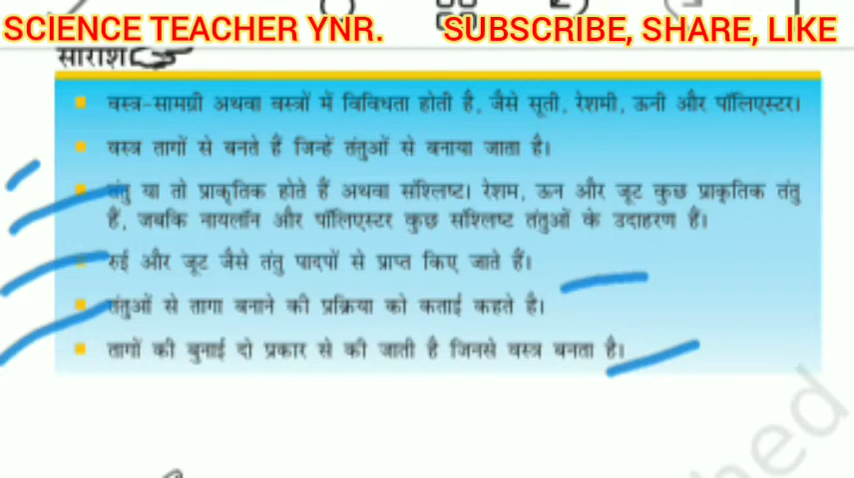 SCIENCE TEACHER YNR. SUBSCRIBE, SHARE, LIKE
सारांश
वस्त्र-सामग्री अथवा वस्त्रों में विविधता होती है, जैसे सूती, रेशमी, ऊनी और पॉलिएस्टर।
वस्त्र तागों से बनते हैं जिन्हें तंतुओं से बनाया जाता है।
तंतु या तो प्राकृतिक होते हैं अथवा संश्लिष्ट। रेशम, ऊन और जूट कुछ प्राकृतिक तंतु
हैं, जबकि नायलॉन और पॉलिएस्टर कुछ संश्लिष्ट तंतुओं के उदाहरण हैं।
रुई और जूट जैसे तंतु पादपों से प्राप्त किए जाते हैं।
तंतुओं से तागा बनाने की प्रक्रिया को कताई कहते है।
तागों की बुनाई दो प्रकार से की जाती है जिनसे वस्त्र बनता है।
hed